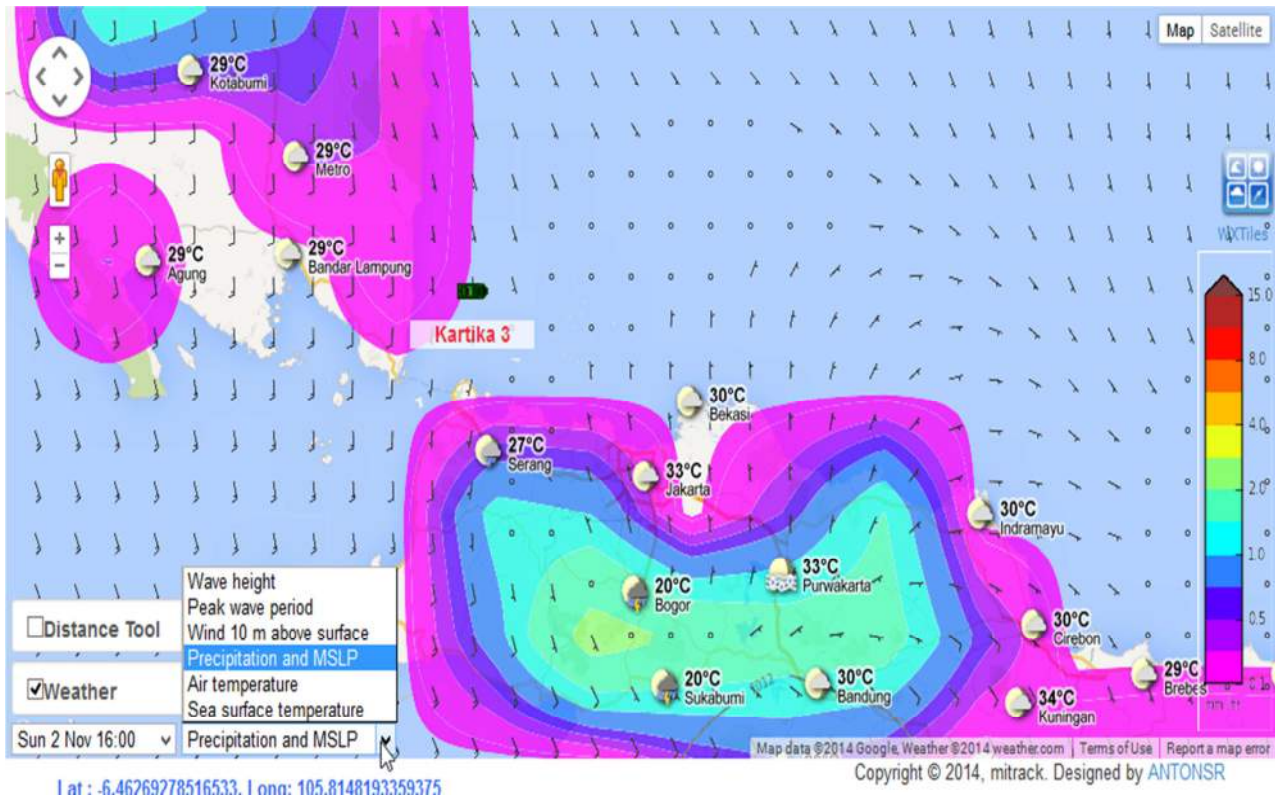 Map Satellite
29°C
Kotabumi
29°C
Metro
WXTiles
29°C
Agung
29°C
Bandar Lampung
15.0
Kartika 3
8.0
30°C
Bekasi
4.0
27°C
Serang
33°C
Jakarta
2.0
30°C
Indramayu
1.0
33°C
Purwakarta
20°C
Bogor
0.5
30°C
Cirebon
29°C
Brebes
0.1
20°C
Sukabumi
1012
30°C
Bandung
34°C
Kuningan
Wave height
Peak wave period
Wind 10 m above surface
Precipitation and MSLP
Air temperature
Sea surface temperature
Distance Tool
Weather
Sun 2 Nov 16:00
Precipitation and MSLP
Map data ©2014 Google, Weather ©2014 weather.com Terms of Use Report a map error
Copyright © 2014, mitrack. Designed by ANTONSR
Lat : -6.46269278516533, Long: 105.8148193359375